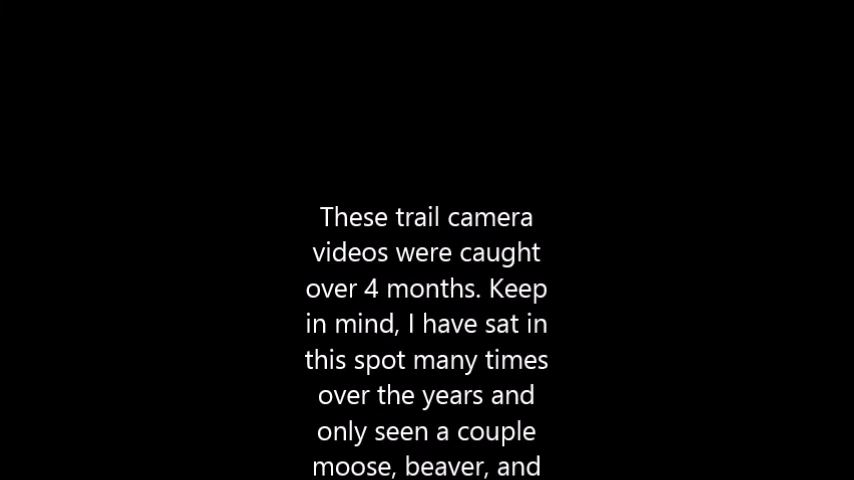 These trail camera
videos were caught
over 4 months. Keep
in mind, I have sat in
this spot many times
over the years and
only seen a couple
moose, beaver, and